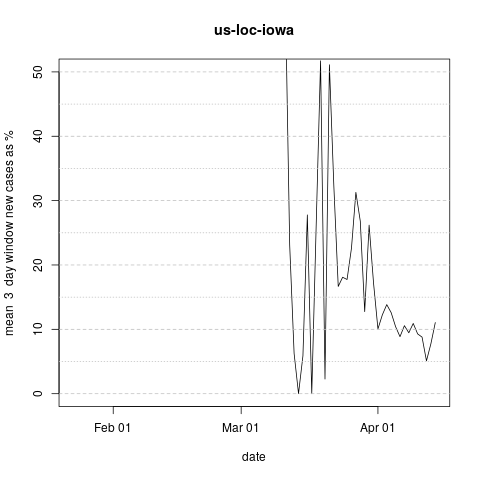 us-loc-iowa
mean  3  day window new cases as %
50
40
30
20
10
0
Feb 01
Mar 01
Apr 01
date